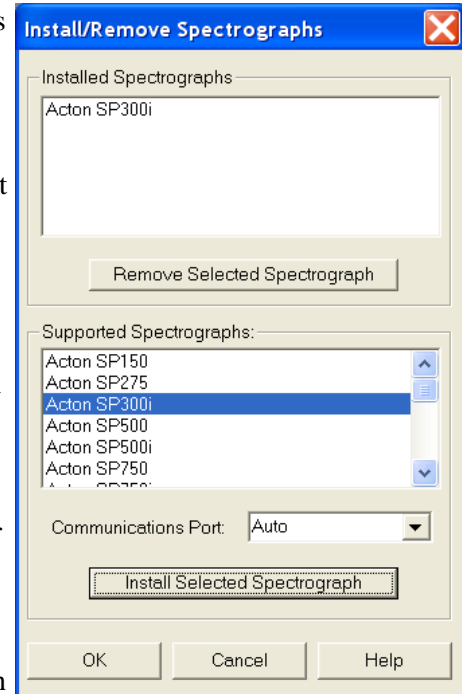 Install/Remove Spectrographs
Installed Spectrographs
Acton SP300i
Remove Selected Spectrograph
Supported Spectrographs:
Acton SP150
Acton SP275
Acton SP300i
Acton SP500
Acton SP500i
Acton SP750
Communications Port: Auto
Install Selected Spectrograph
OK Cancel Help